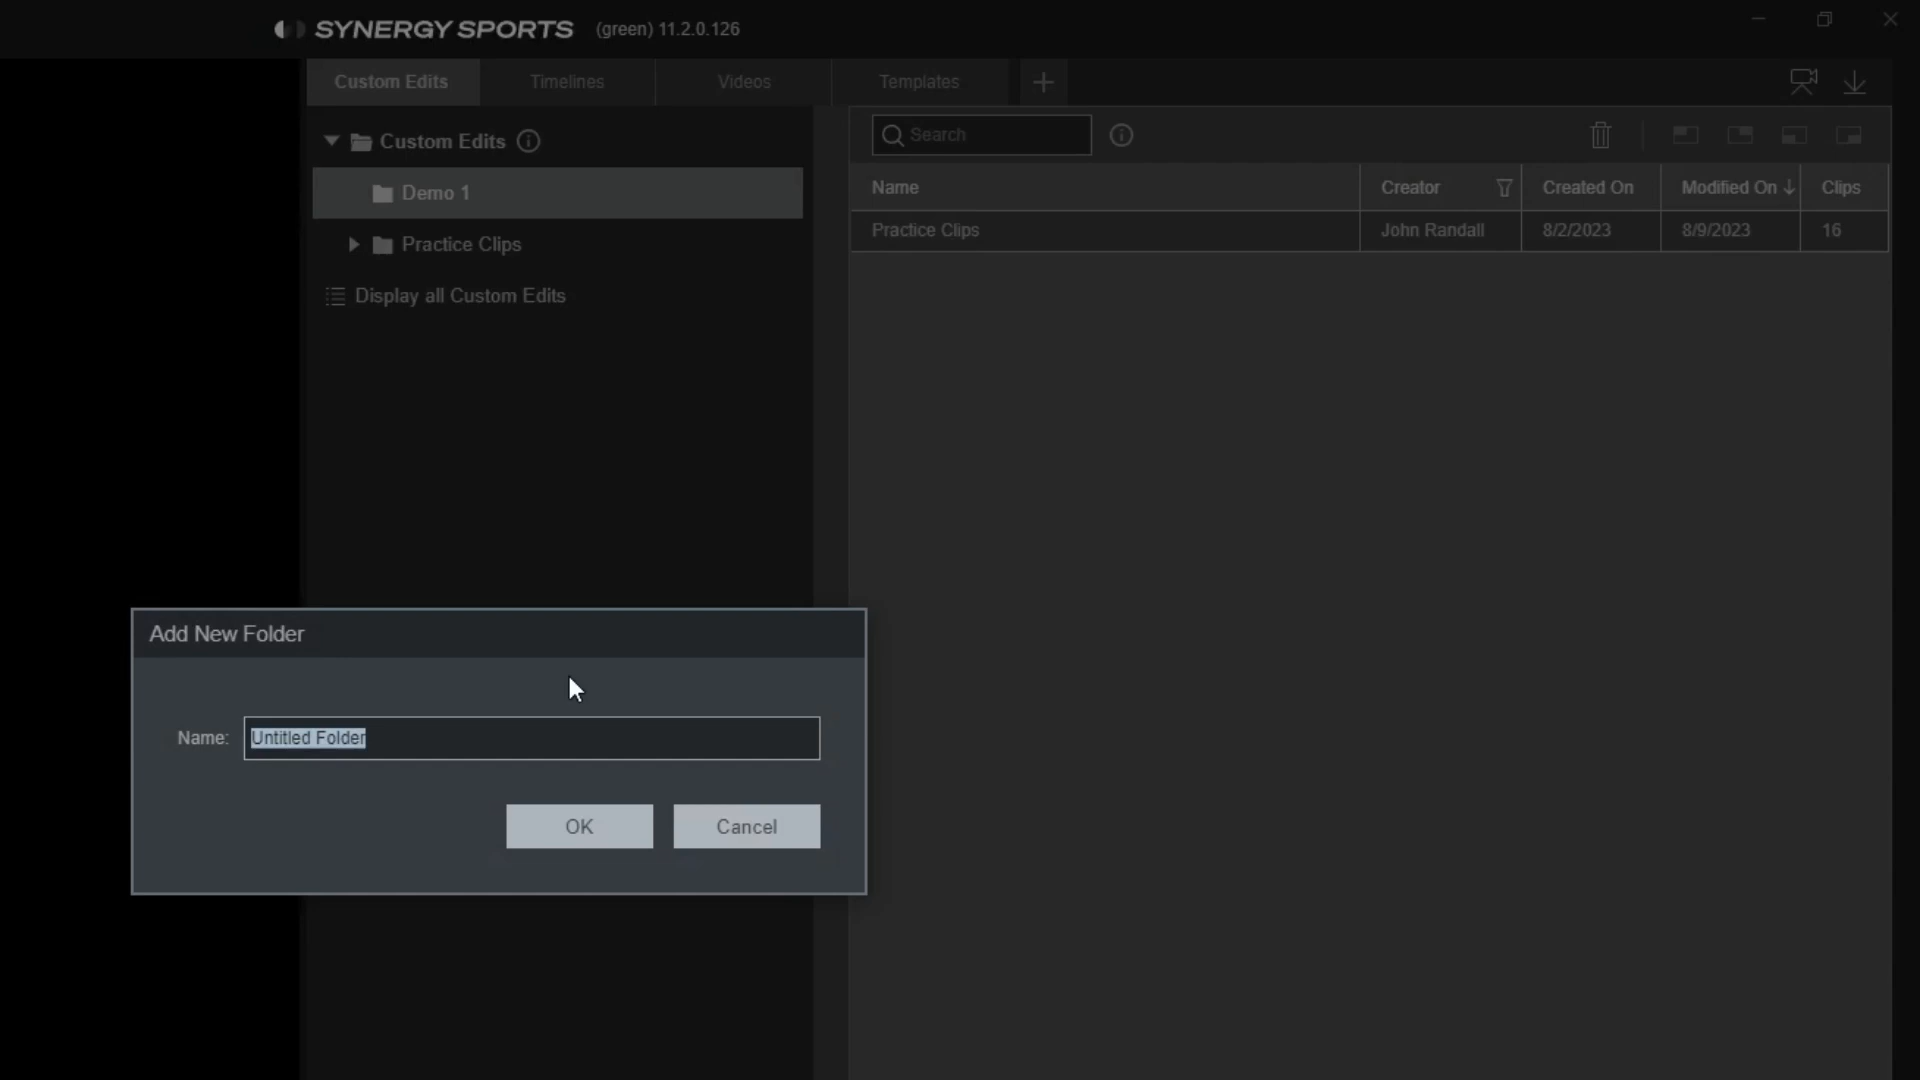 SYNERGY SPORTS (green) 11.2.0.126
Custom Edits Timelines Videos Templates
Custom Edits
Demo 1
Practice Clips
Display all Custom Edits
Search
Name Creator Created On Modified On Clips
Practice Clips John Randall 8/2/2023 8/9/2023 16
Add New Folder
Name: Untitled Folder
OK Cancel